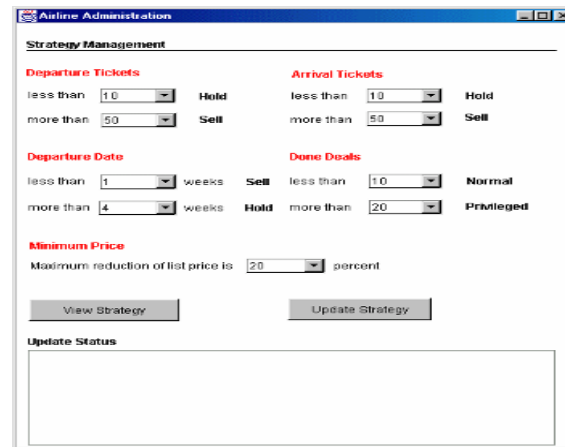 Airline Administration
Strategy Management
Departure Tickets
Arrival Tickets
less than 10 Hold
less than 10 Hold
more than 50 Sell
more than 50 Sell
Departure Date
Done Deals
less than 1 weeks Sell
less than 10 Normal
more than 4 weeks Hold
more than 20 Privileged
Minimum Price
Maximum reduction of list price is 20 percent
View Strategy
Update Strategy
Update Status